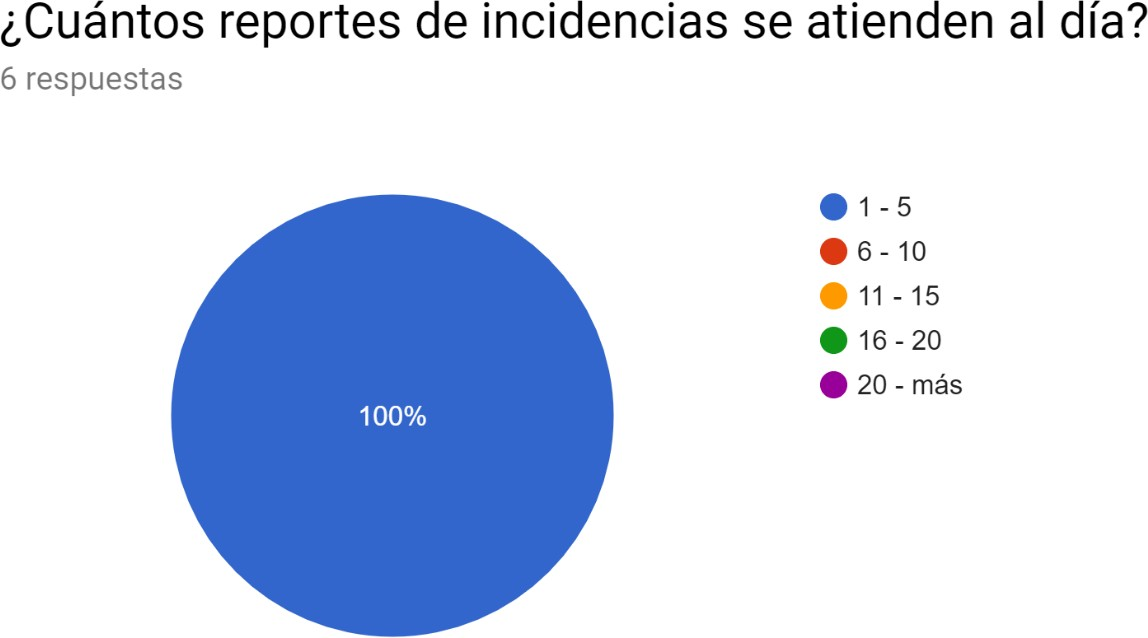 ¿Cuántos reportes de incidencias se atienden al día?
6 respuestas
1 - 5
6 - 10
11 - 15
16 - 20
20 - más
100%